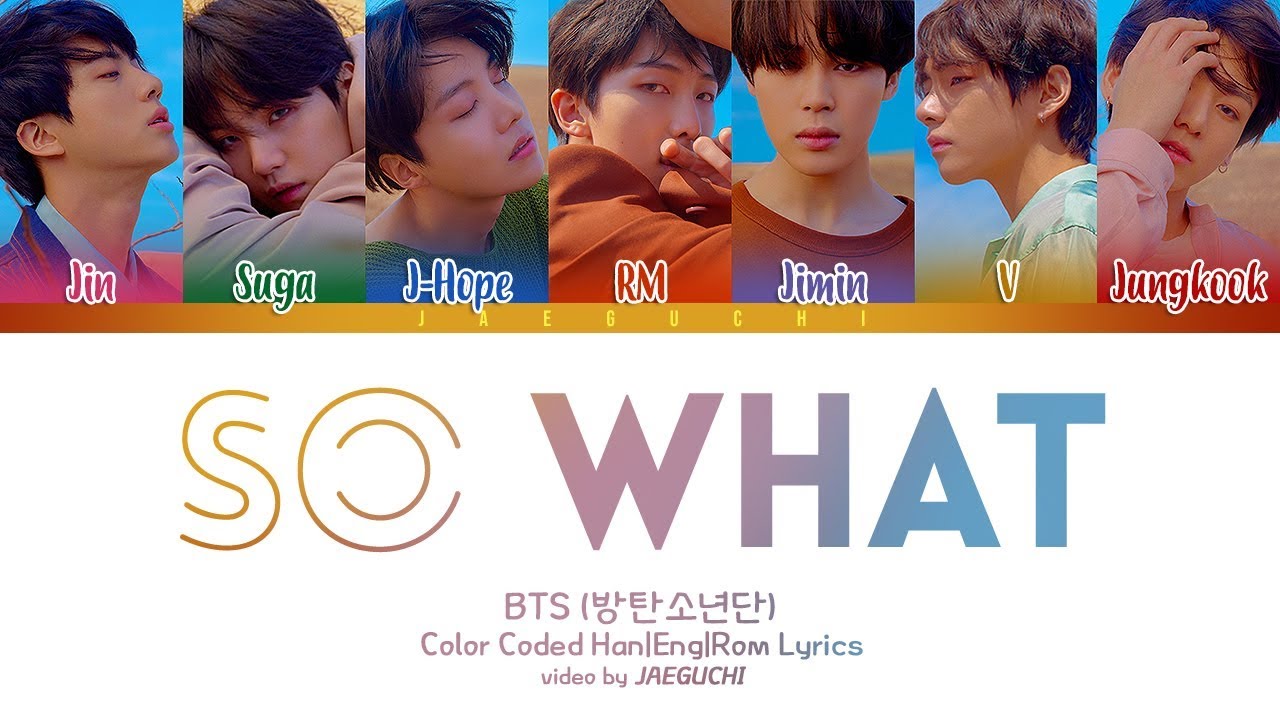 Jin Suga J-Hope RM Jimin V Jungkook
JAEGUCHI
SO WHAT
BTS (방탄소년단)
Color Coded Han|Eng|Rom Lyrics
video by JAEGUCHI